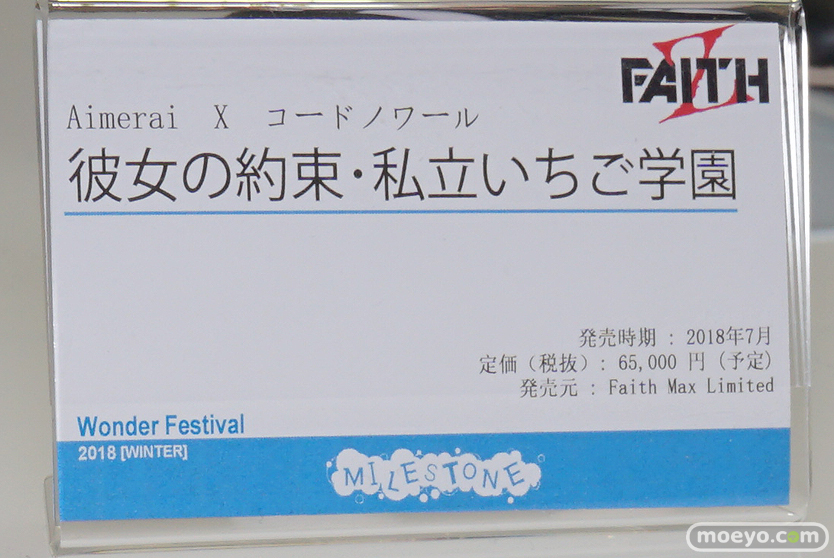 FAITH Z
Aimerai X コードノワール
彼女の約束・私立いちご学園
発売時期 : 2018年7月
定価（税抜）: 65,000 円（予定）
発売元 : Faith Max Limited
Wonder Festival
2018 [WINTER]
MILESTONE
moeyo.com